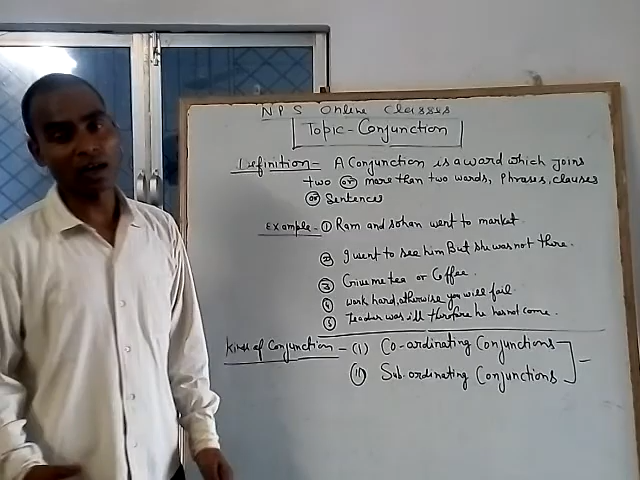 NPS Online Classes
Topic - Conjunction
Definition - A Conjunction is a word which joins
two or more than two words, Phrases, clauses
or Sentences
Example - ① Ram and sohan went to market.
② I went to see him But she was not there.
③ Give me tea or Coffee.
④ work hard, otherwise you will fail.
⑤ Teacher was ill therefore he has not come.
Kinds of Conjunction - (i) Co-ordinating Conjunctions
(ii) Sub-ordinating Conjunctions